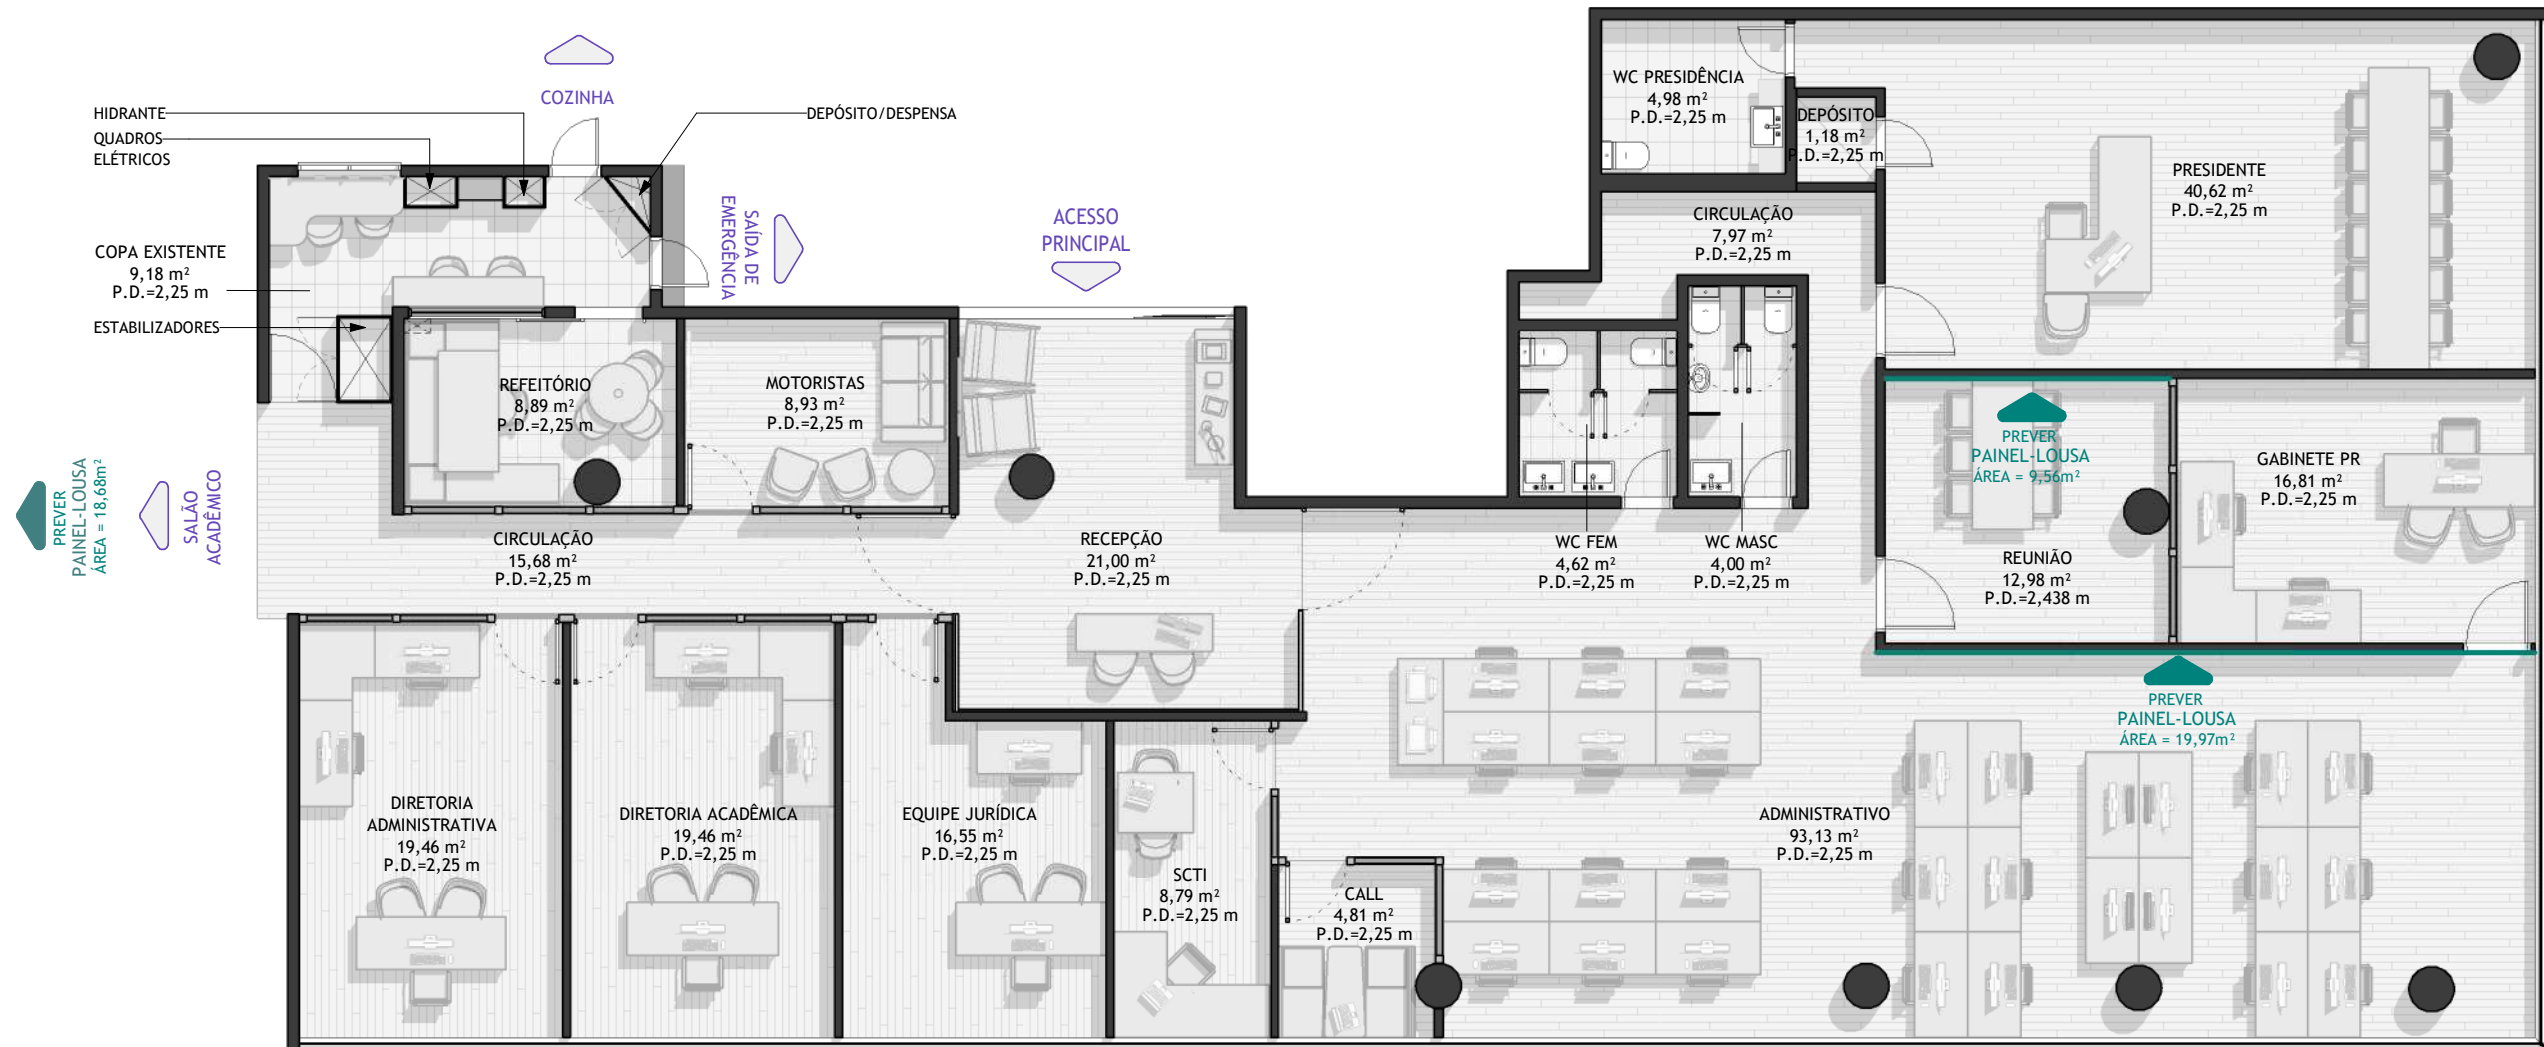 HIDRANTE
QUADROS
ELÉTRICOS
COZINHA
DEPÓSITO/DESPENSA
COPA EXISTENTE
9,18 m²
P.D.=2,25 m
ESTABILIZADORES
SAÍDA DE
EMERGÊNCIA
ACESSO
PRINCIPAL
WC PRESIDÊNCIA
4,98 m²
P.D.=2,25 m
DEPÓSITO
1,18 m²
P.D.=2,25 m
PRESIDENTE
40,62 m²
P.D.=2,25 m
CIRCULAÇÃO
7,97 m²
P.D.=2,25 m
REFEITÓRIO
8,89 m²
P.D.=2,25 m
MOTORISTAS
8,93 m²
P.D.=2,25 m
PREVER
PAINEL-LOUSA
ÁREA = 9,56m²
GABINETE PR
16,81 m²
P.D.=2,25 m
PREVER
PAINEL-LOUSA
ÁREA = 18,68m²
SALÃO
ACADÊMICO
CIRCULAÇÃO
15,68 m²
P.D.=2,25 m
RECEPÇÃO
21,00 m²
P.D.=2,25 m
WC FEM
4,62 m²
P.D.=2,25 m
WC MASC
4,00 m²
P.D.=2,25 m
REUNIÃO
12,98 m²
P.D.=2,438 m
PREVER
PAINEL-LOUSA
ÁREA = 19,97m²
DIRETORIA
ADMINISTRATIVA
19,46 m²
P.D.=2,25 m
DIRETORIA ACADÊMICA
19,46 m²
P.D.=2,25 m
EQUIPE JURÍDICA
16,55 m²
P.D.=2,25 m
SCTI
8,79 m²
P.D.=2,25 m
CALL
4,81 m²
P.D.=2,25 m
ADMINISTRATIVO
93,13 m²
P.D.=2,25 m